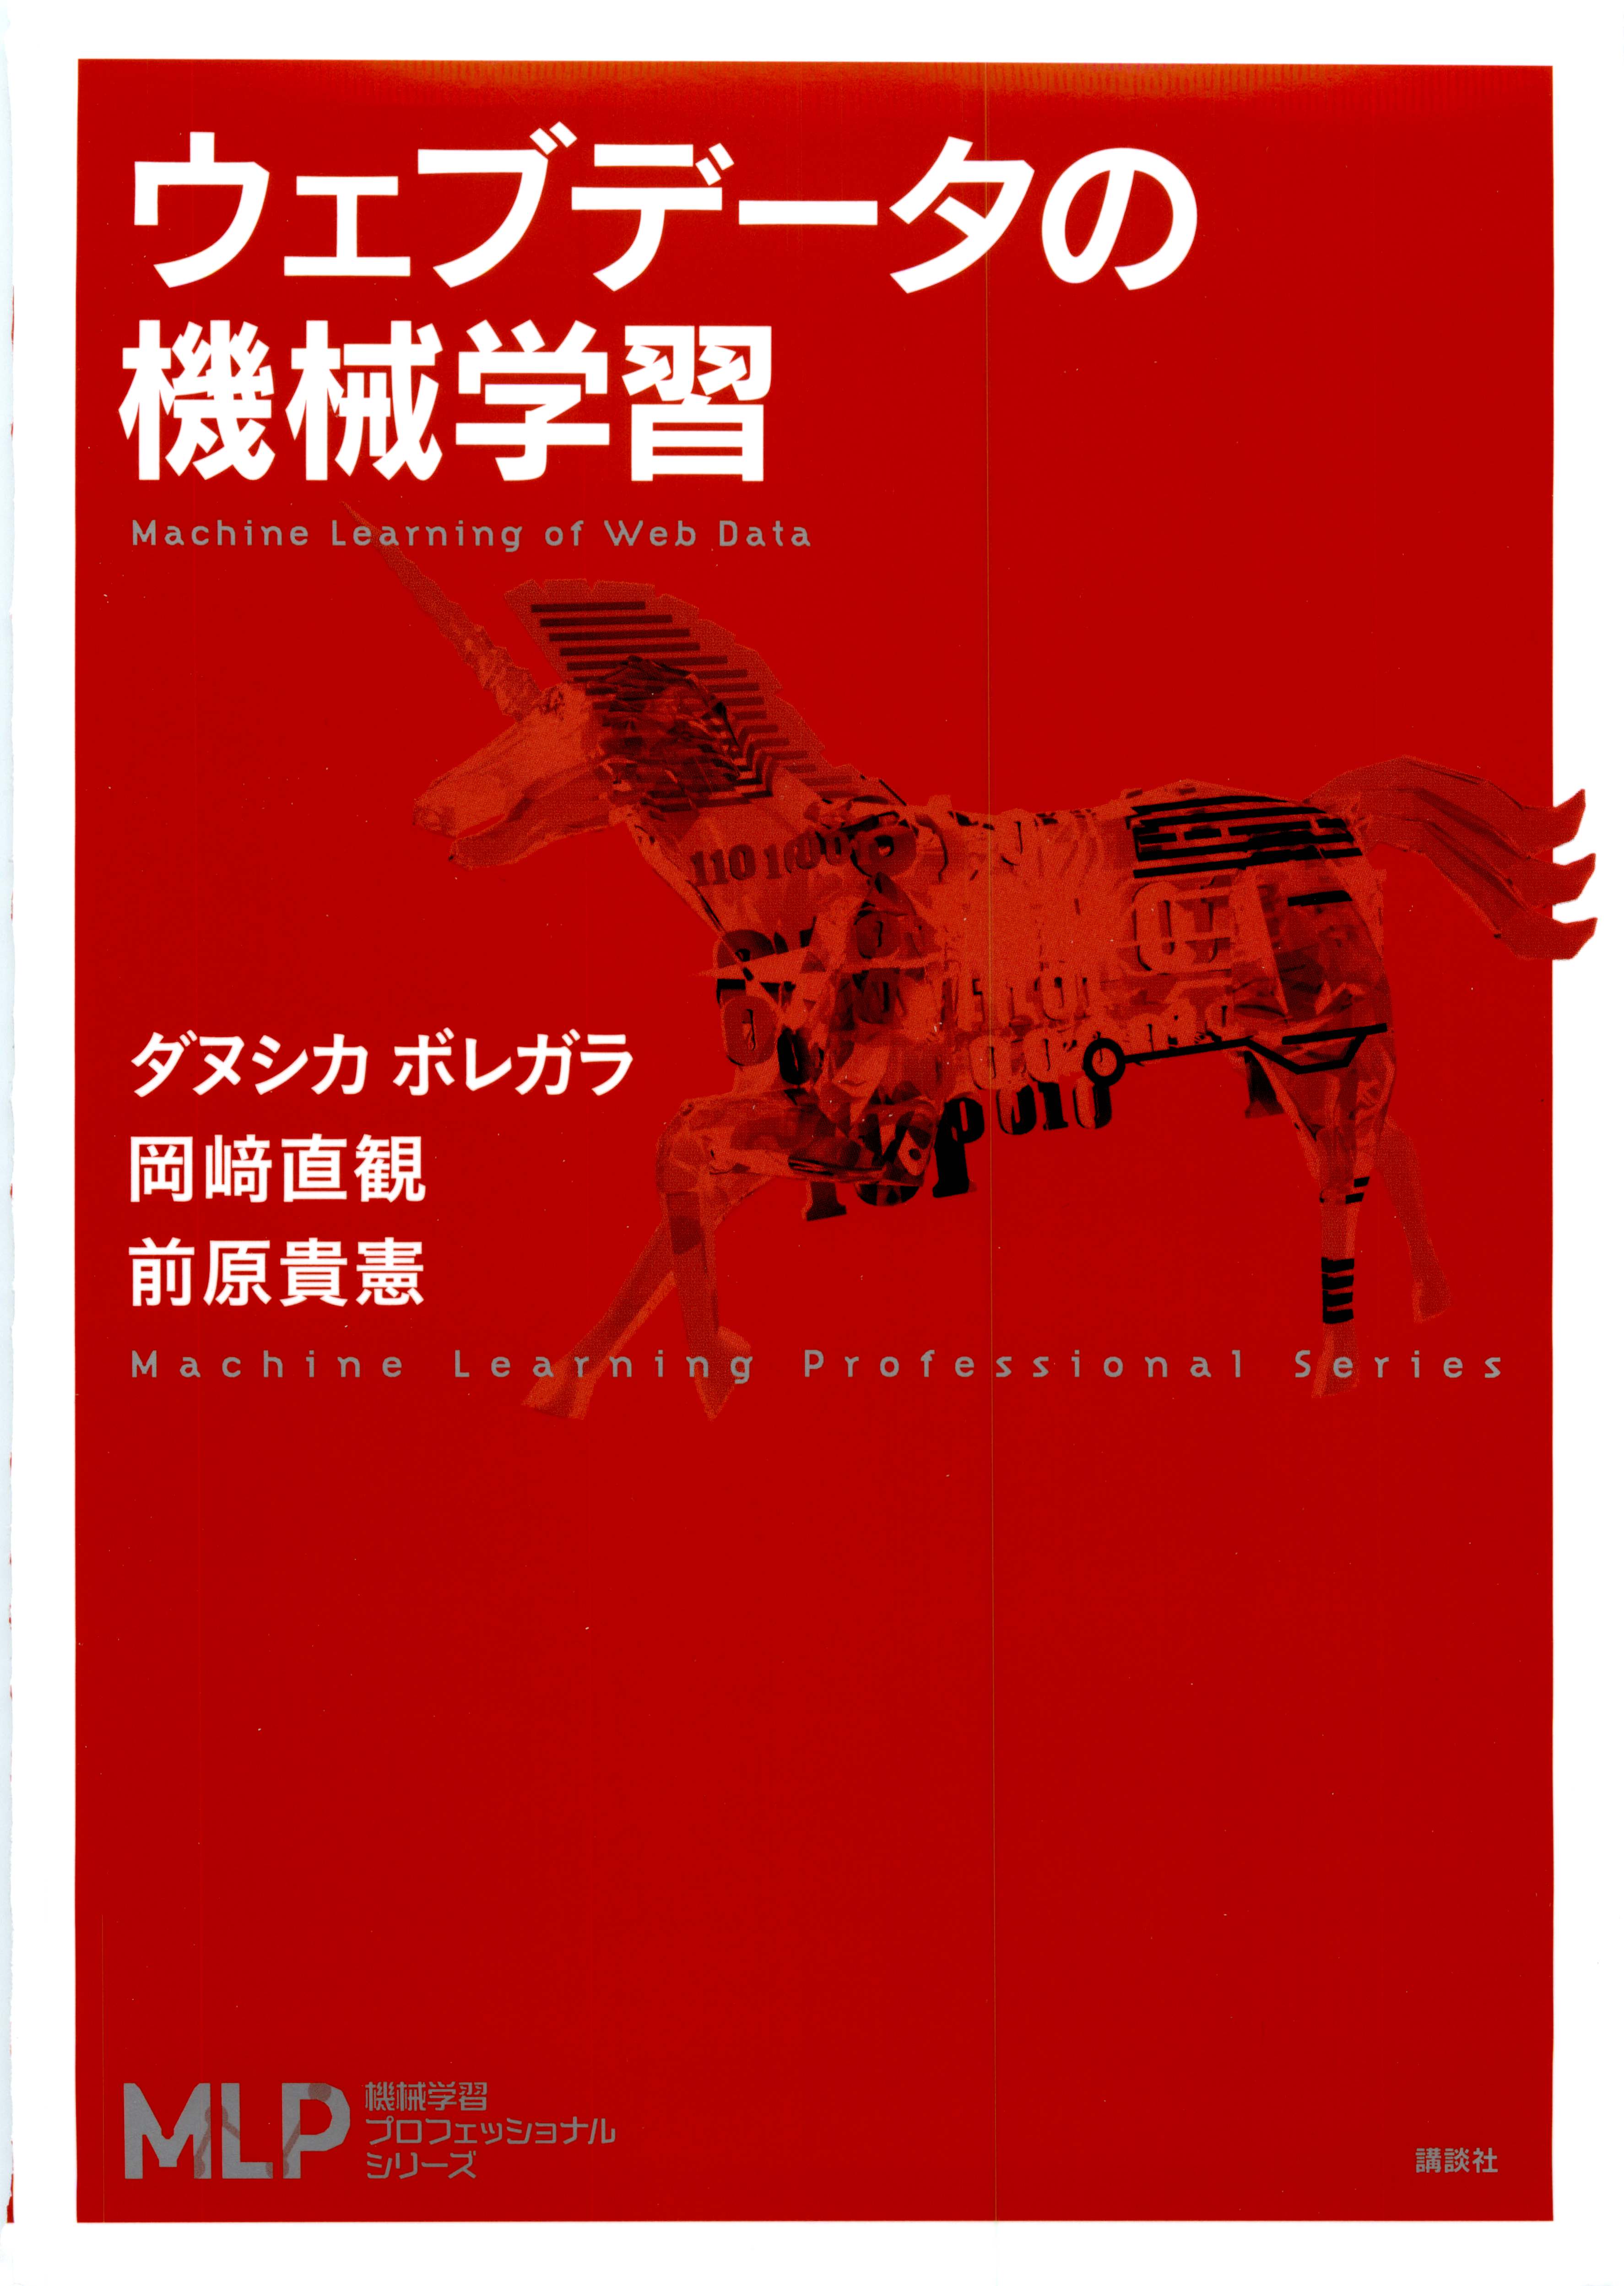 ウェブデータの
機械学習
Machine Learning of Web Data
ダヌシカ ボレガラ
岡﨑直観
前原貴憲
Machine Learning Professional Series
MLP
機械学習
プロフェッショナル
シリーズ
講談社